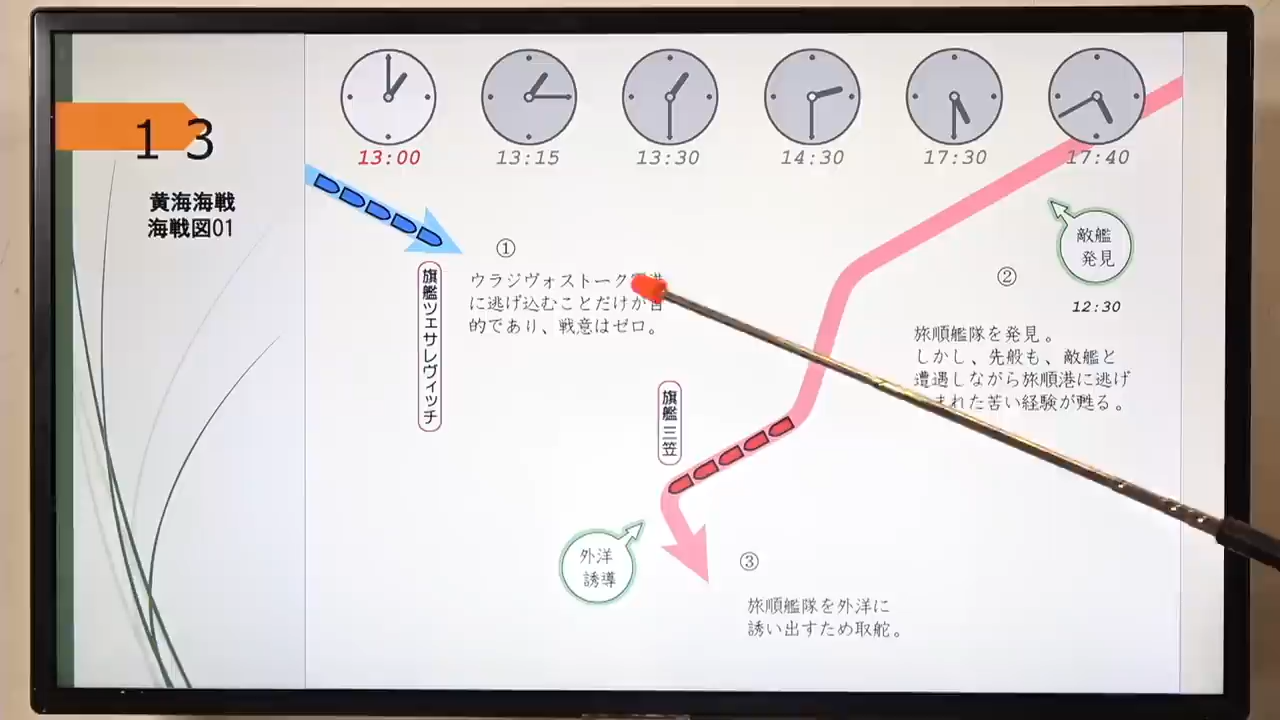 13
黄海海戦
海戦図01
13:00
13:15
13:30
14:30
17:30
17:40
旗艦ツエサレヴィッチ
①
ウラジヴォストーク
に逃げ込むことだけが
的であり、戦意はゼロ。
敵艦
発見
12:30
②
旅順艦隊を発見。
しかし、先般も、敵艦と
遭遇しながら旅順港に逃げ
まれた苦い経験が甦る。
旗艦 三笠
外洋
誘導
③
旅順艦隊を外洋に
誘い出すため取舵。